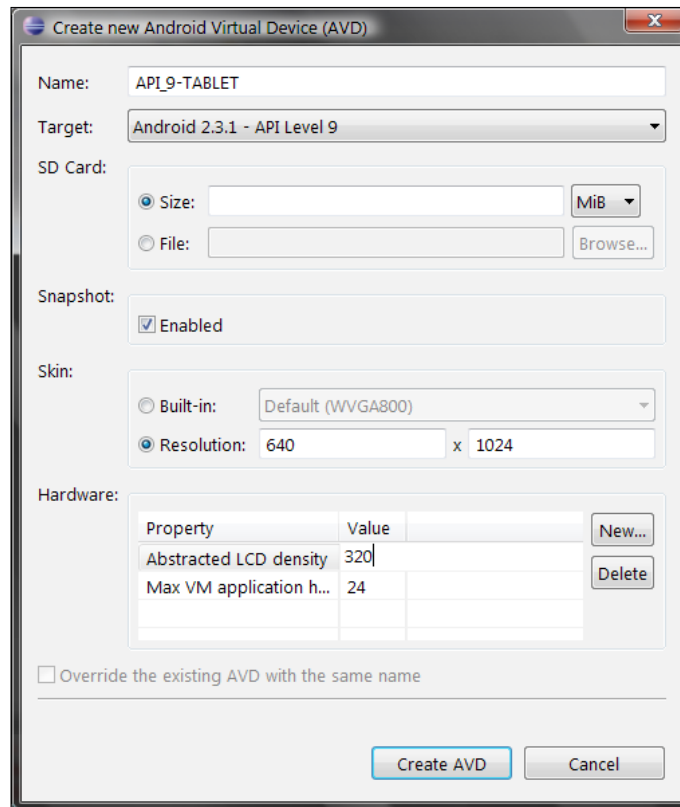 Create new Android Virtual Device (AVD)
Name: API_9-TABLET
Target: Android 2.3.1 - API Level 9
SD Card:
Size: MiB
File: Browse...
Snapshot:
Enabled
Skin:
Built-in: Default (WVGA800)
Resolution: 640 x 1024
Hardware:
Property Value New...
Abstracted LCD density 320
Delete
Max VM application h... 24
Override the existing AVD with the same name
Create AVD Cancel